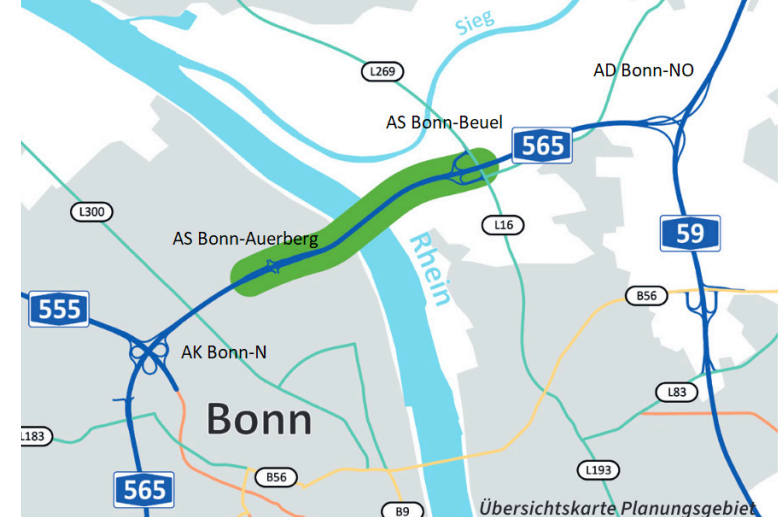 Sieg
L269
AD Bonn-NO
AS Bonn-Beuel
565
L300
L16
AS Bonn-Auerberg
59
Rhein
B56
555
AK Bonn-N
L83
Bonn
L183
B56
L193
565
B9
Übersichtskarte Planungsgebiet